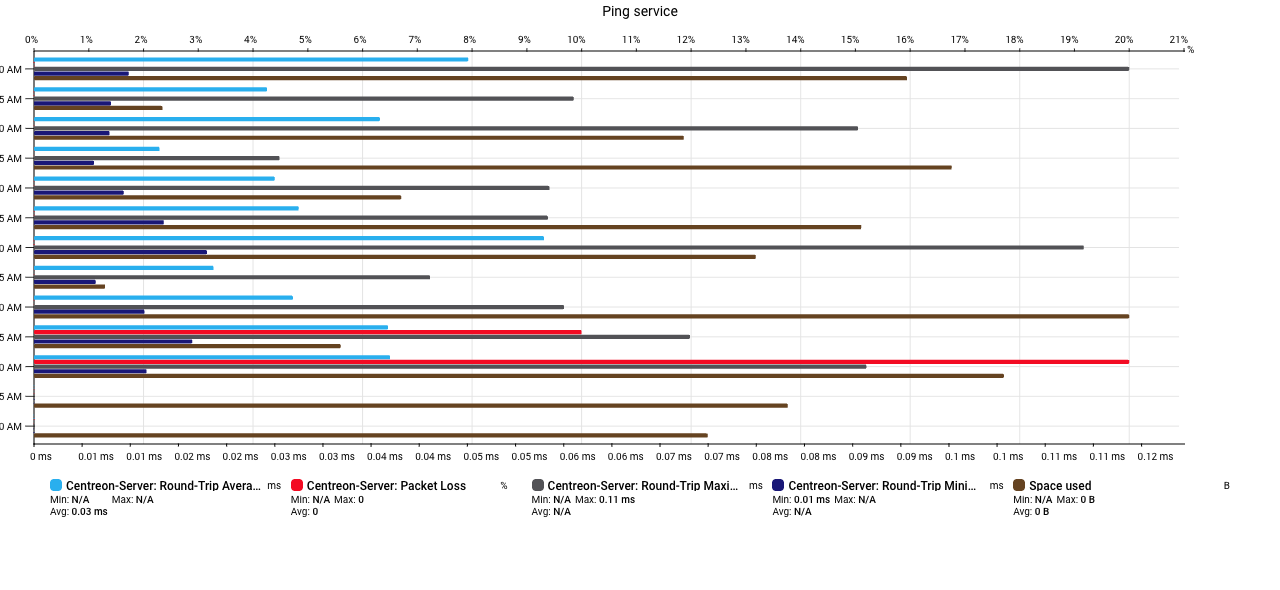 Ping service
0% 1% 2% 3% 4% 5% 6% 7% 8% 9% 10% 11% 12% 13% 14% 15% 16% 17% 18% 19% 20% 21%
%
0 AM
5 AM
0 AM
5 AM
0 AM
5 AM
0 AM
5 AM
0 AM
5 AM
0 AM
5 AM
0 AM
0 ms 0.01 ms 0.01 ms 0.02 ms 0.02 ms 0.03 ms 0.03 ms 0.04 ms 0.04 ms 0.05 ms 0.05 ms 0.06 ms 0.06 ms 0.07 ms 0.07 ms 0.08 ms 0.08 ms 0.09 ms 0.09 ms 0.1 ms 0.1 ms 0.11 ms 0.11 ms 0.12 ms
Centreon-Server: Round-Trip Avera... ms
Min: N/A Max: N/A
Avg: 0.03 ms
Centreon-Server: Packet Loss %
Min: N/A Max: 0
Avg: 0
Centreon-Server: Round-Trip Maxi... ms
Min: N/A Max: 0.11 ms
Avg: N/A
Centreon-Server: Round-Trip Mini... ms
Min: 0.01 ms Max: N/A
Avg: N/A
Space used B
Min: N/A Max: 0 B
Avg: 0 B